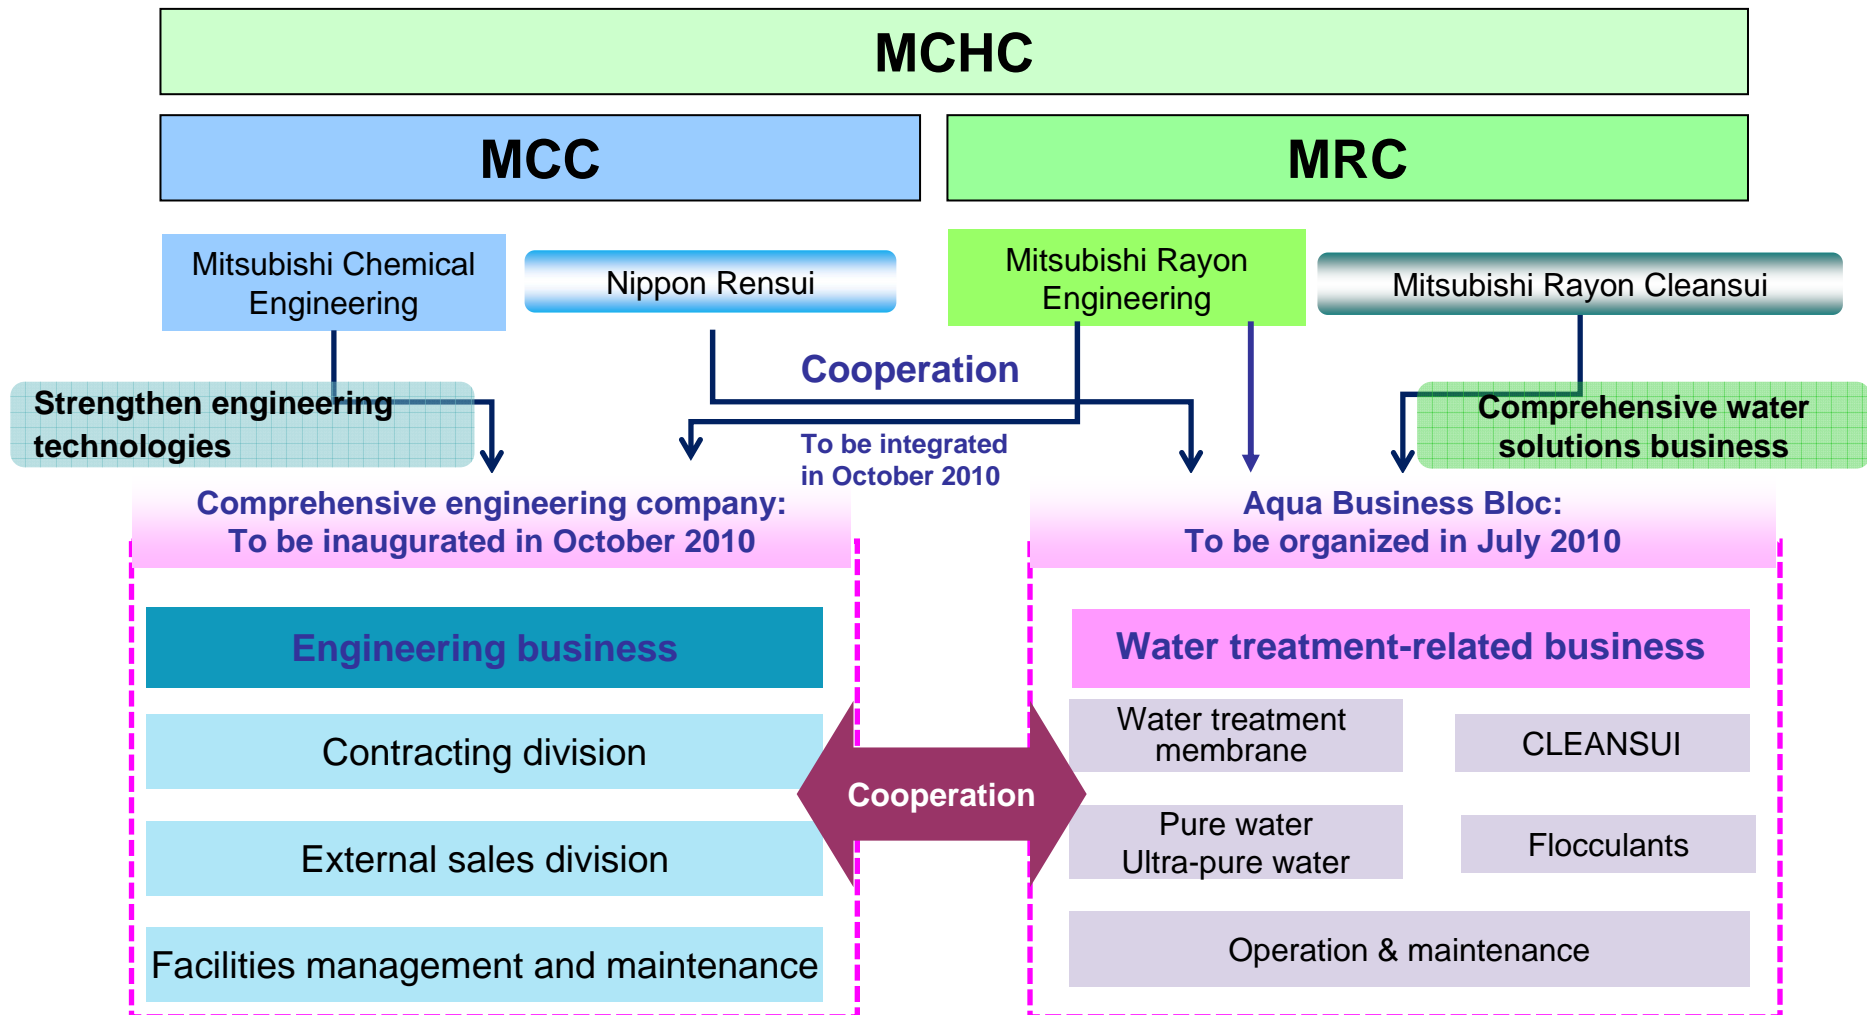 MCHC
MCC
MRC
Mitsubishi Chemical
Engineering
Nippon Rensui
Mitsubishi Rayon
Engineering
Mitsubishi Rayon Cleansui
Cooperation
Strengthen engineering
technologies
To be integrated
in October 2010
Comprehensive water
solutions business
Comprehensive engineering company:
To be inaugurated in October 2010
Aqua Business Bloc:
To be organized in July 2010
Engineering business
Contracting division
External sales division
Facilities management and maintenance
Cooperation
Water treatment-related business
Water treatment
membrane
CLEANSUI
Pure water
Ultra-pure water
Flocculants
Operation & maintenance